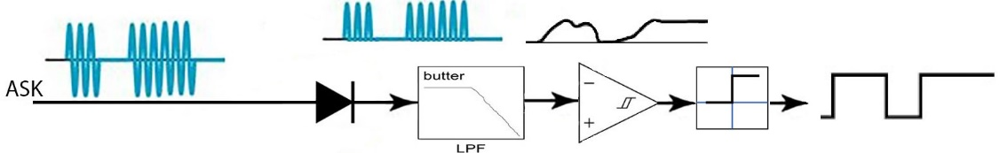 ASK
butter
−
+
LPF